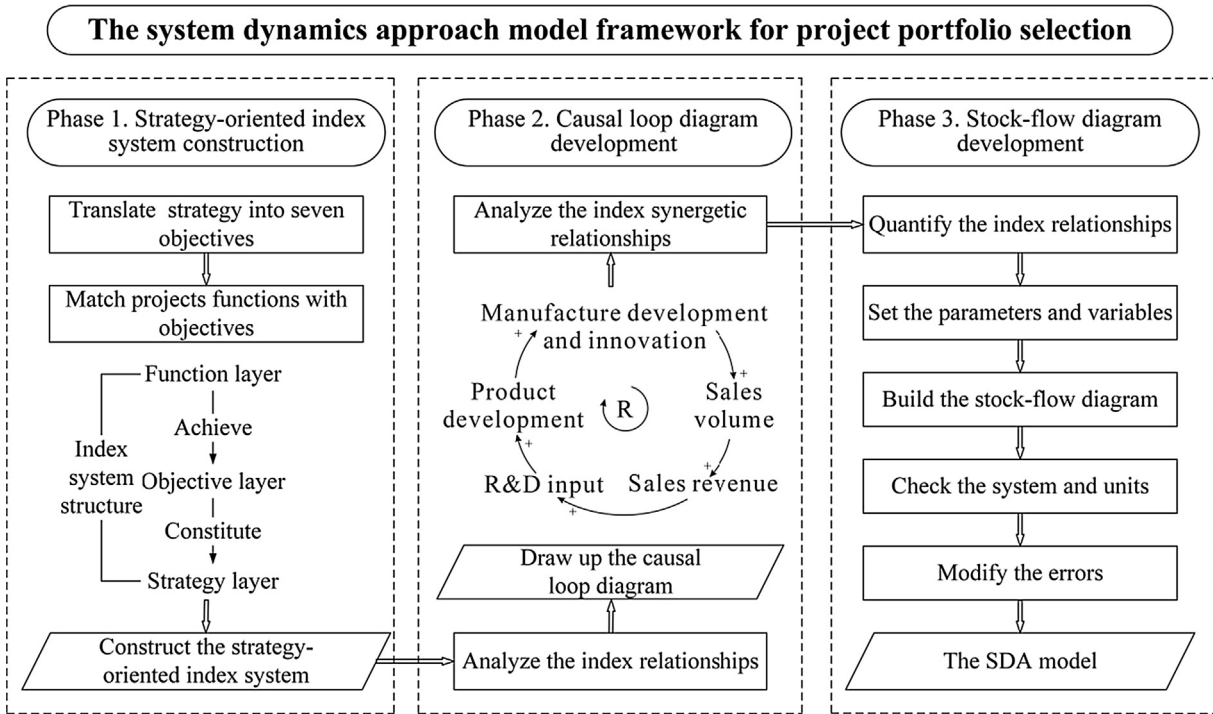 The system dynamics approach model framework for project portfolio selection
Phase 1. Strategy-oriented index
system construction
Translate strategy into seven
objectives
Match projects functions with
objectives
Function layer
Achieve
Index
system
structure
Objective layer
Constitute
Strategy layer
Construct the strategy-
oriented index system
Phase 2. Causal loop diagram
development
Analyze the index synergetic
relationships
Manufacture development
and innovation
+
+
Product
development
R
Sales
volume
+
+
R&D input
Sales revenue
+
Draw up the causal
loop diagram
Analyze the index relationships
Phase 3. Stock-flow diagram
development
Quantify the index relationships
Set the parameters and variables
Build the stock-flow diagram
Check the system and units
Modify the errors
The SDA model